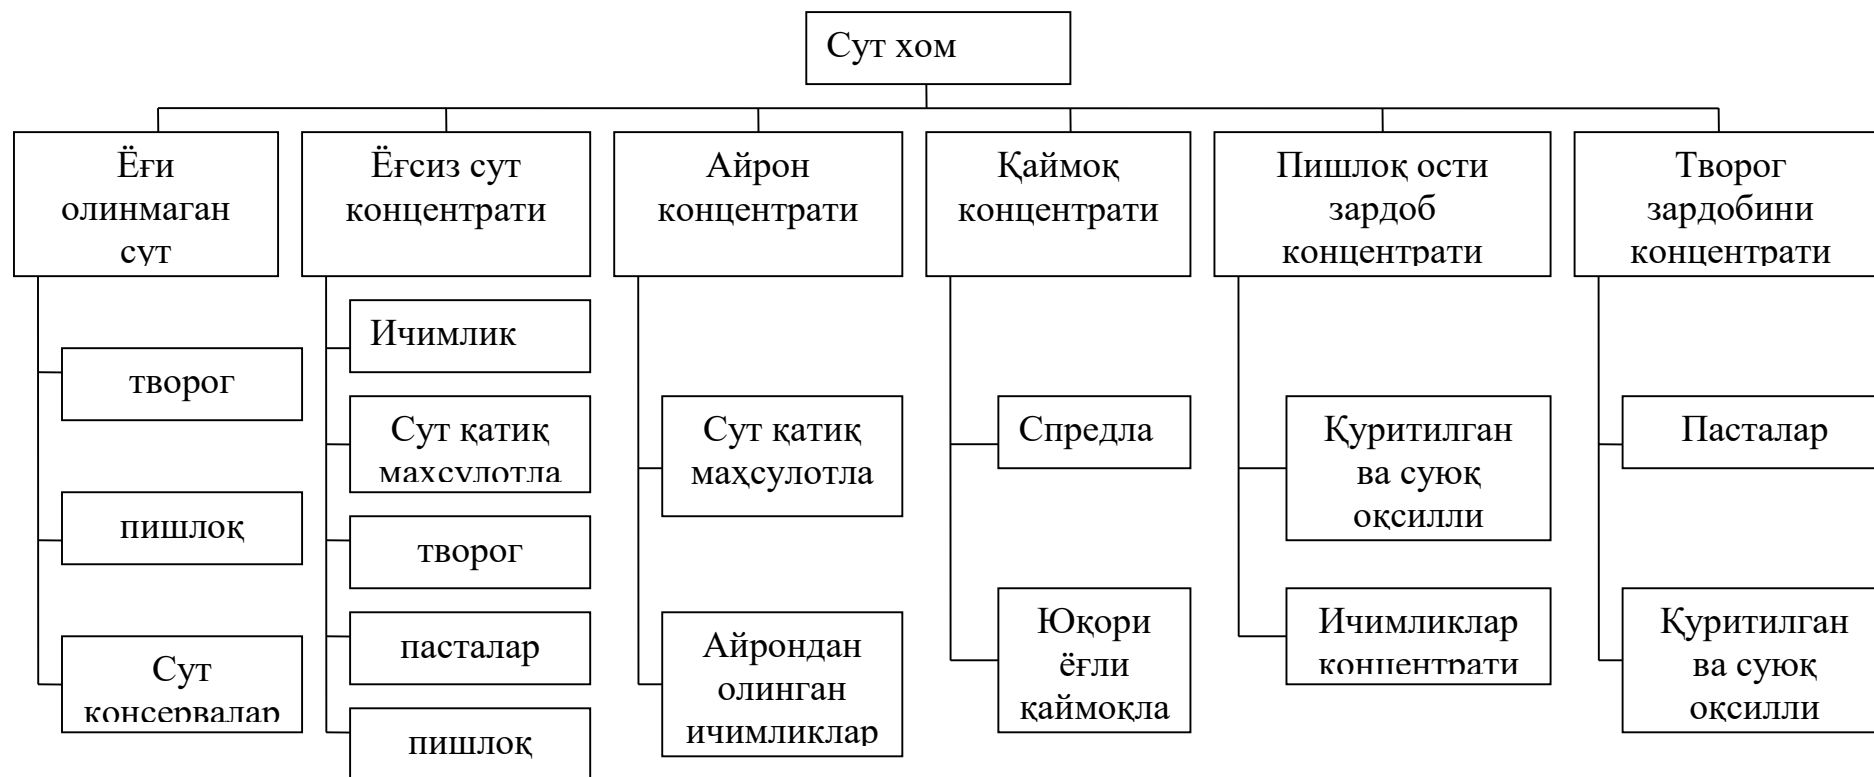 Сут хом
Ёғи
олинмаган
сут
Ёғсиз сут
концентрати
Айрон
концентрати
Қаймоқ
концентрати
Пишлоқ ости
зардоб
концентрати
Творог
зардобини
концентрати
творог
пишлоқ
Сут
консервалар
Ичимлик
Сут қатиқ
махсулотла
творог
пасталар
пишлоқ
Сут қатиқ
маҳсулотла
Айрондан
олинган
ичимликлар
Спредла
Юқори
ёғли
қаймоқла
Қуритилган
ва суюқ
оқсилли
Ичимликлар
концентрати
Пасталар
Қуритилган
ва суюқ
оқсилли